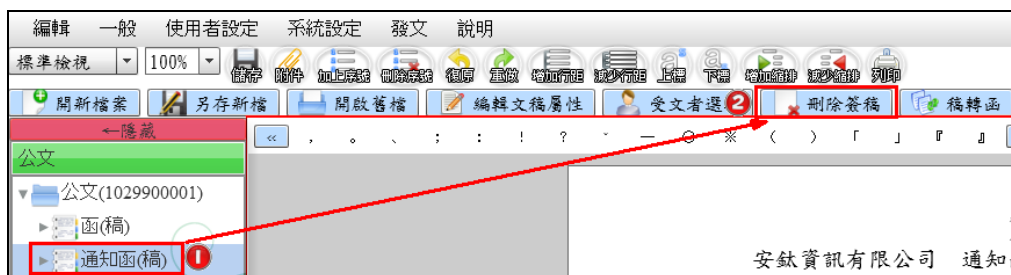 編輯 一般 使用者設定 系統設定 發文 說明
標準檢視 100% 儲存 附件 加上序號 刪除序號 復原 重做 增加行距 減少行距 上標 下標 增加縮排 減少縮排 列印
開新檔案 另存新檔 開啟舊檔 編輯文稿屬性 受文者選 2 刪除簽稿 稿轉函
←隱藏
« , 。 、 ; : ! ? ˇ — ○ ※ ( ) 「 」 『 』
公文
公文(1029900001)
函(稿)
通知函(稿) 1
安鈦資訊有限公司 通知